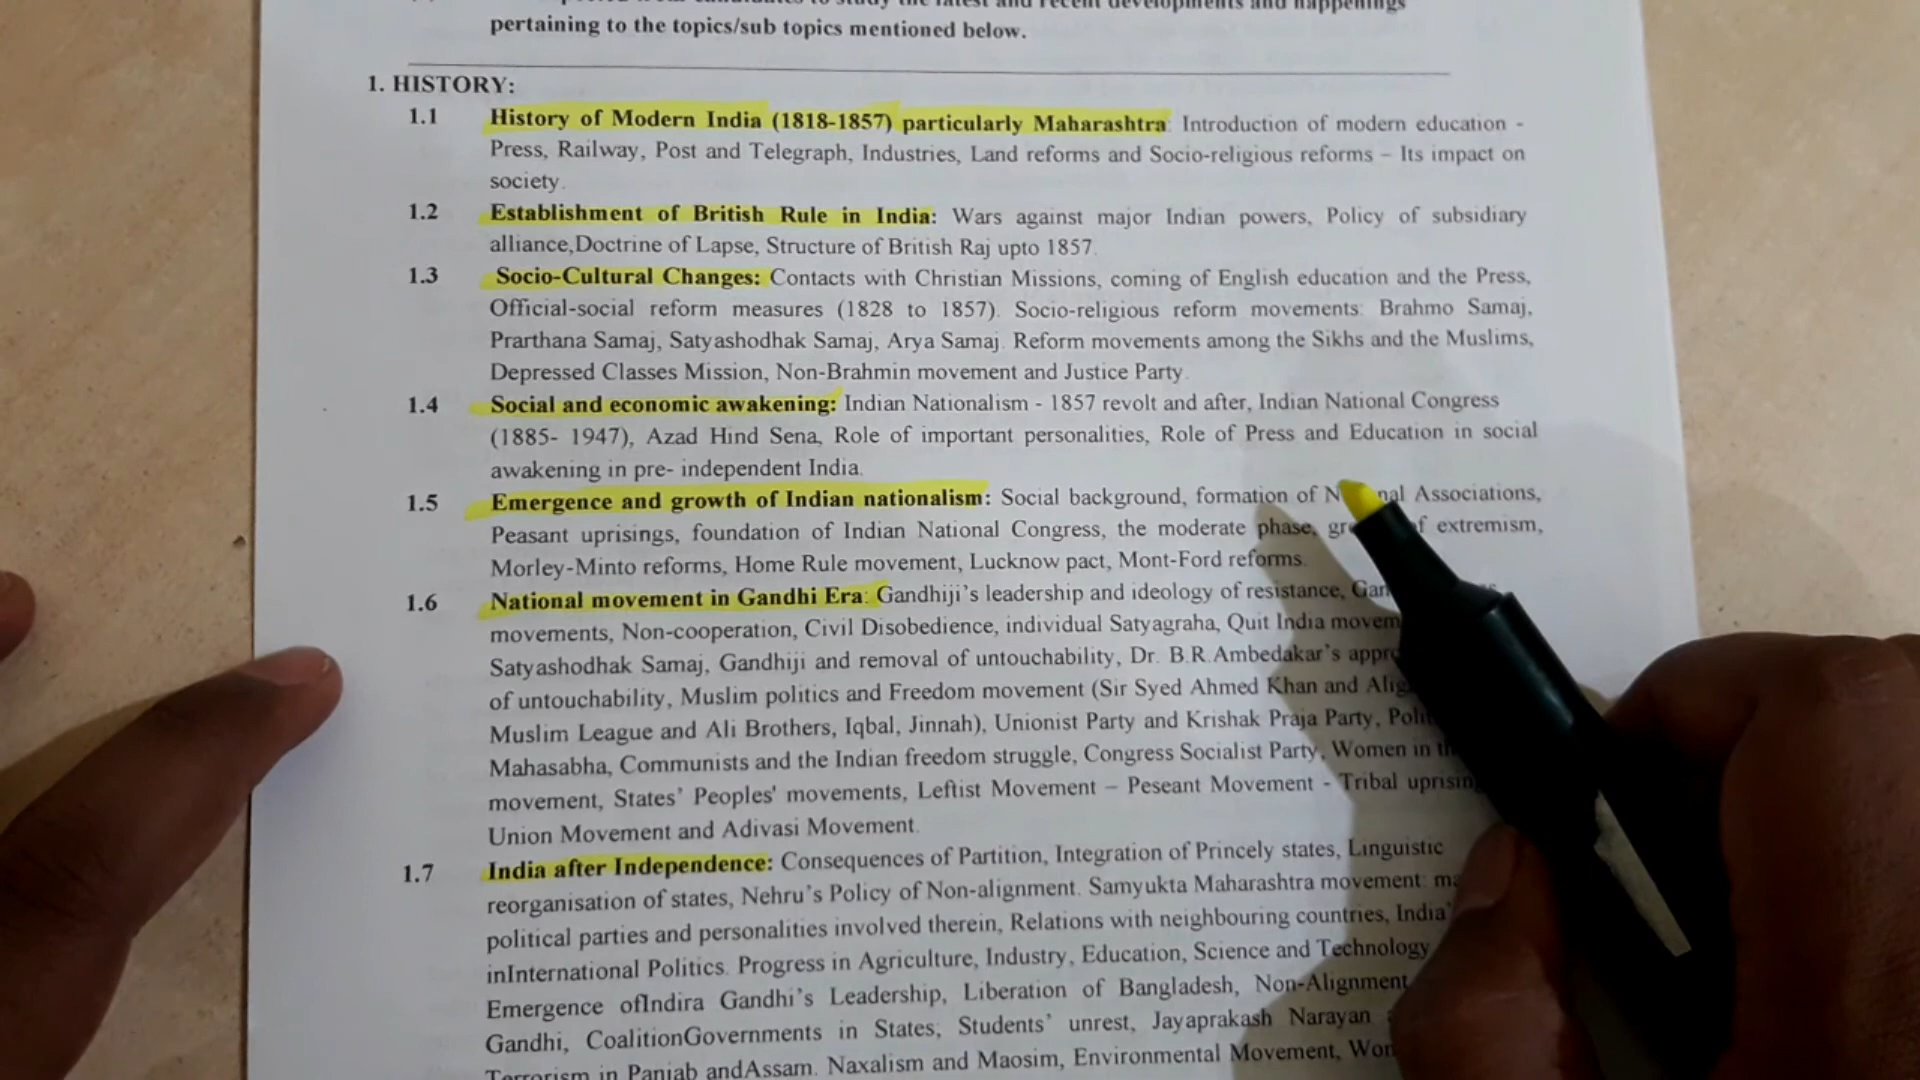 pertaining to the topics/sub topics mentioned below.
1. HISTORY:
1.1 History of Modern India (1818-1857) particularly Maharashtra: Introduction of modern education -
Press, Railway, Post and Telegraph, Industries, Land reforms and Socio-religious reforms – Its impact on
society.
1.2 Establishment of British Rule in India: Wars against major Indian powers, Policy of subsidiary
alliance,Doctrine of Lapse, Structure of British Raj upto 1857.
1.3 Socio-Cultural Changes: Contacts with Christian Missions, coming of English education and the Press,
Official-social reform measures (1828 to 1857). Socio-religious reform movements: Brahmo Samaj,
Prarthana Samaj, Satyashodhak Samaj, Arya Samaj. Reform movements among the Sikhs and the Muslims,
Depressed Classes Mission, Non-Brahmin movement and Justice Party.
1.4 Social and economic awakening: Indian Nationalism - 1857 revolt and after, Indian National Congress
(1885- 1947), Azad Hind Sena, Role of important personalities, Role of Press and Education in social
awakening in pre- independent India.
1.5 Emergence and growth of Indian nationalism: Social background, formation of Associations,
Peasant uprisings, foundation of Indian National Congress, the moderate phase, extremism,
Morley-Minto reforms, Home Rule movement, Lucknow pact, Mont-Ford reforms.
1.6 National movement in Gandhi Era: Gandhiji's leadership and ideology of resistance,
movements, Non-cooperation, Civil Disobedience, individual Satyagraha, Quit India
Satyashodhak Samaj, Gandhiji and removal of untouchability, Dr. B.R.Ambedakar's
of untouchability, Muslim politics and Freedom movement (Sir Syed Ahmed Khan and
Muslim League and Ali Brothers, Iqbal, Jinnah), Unionist Party and Krishak Praja Party,
Mahasabha, Communists and the Indian freedom struggle, Congress Socialist Party, Women in
movement, States' Peoples' movements, Leftist Movement – Peseant Movement - Tribal
Union Movement and Adivasi Movement.
1.7 India after Independence: Consequences of Partition, Integration of Princely states, Linguistic
reorganisation of states, Nehru's Policy of Non-alignment. Samyukta Maharashtra movement:
political parties and personalities involved therein, Relations with neighbouring countries,
inInternational Politics. Progress in Agriculture, Industry, Education, Science and Technology
Emergence ofIndira Gandhi's Leadership, Liberation of Bangladesh, Non-Alignment
Gandhi, CoalitionGovernments in States; Students' unrest, Jayaprakash Narayan
Terrorism in Panjab andAssam. Naxalism and Maosim, Environmental Movement,